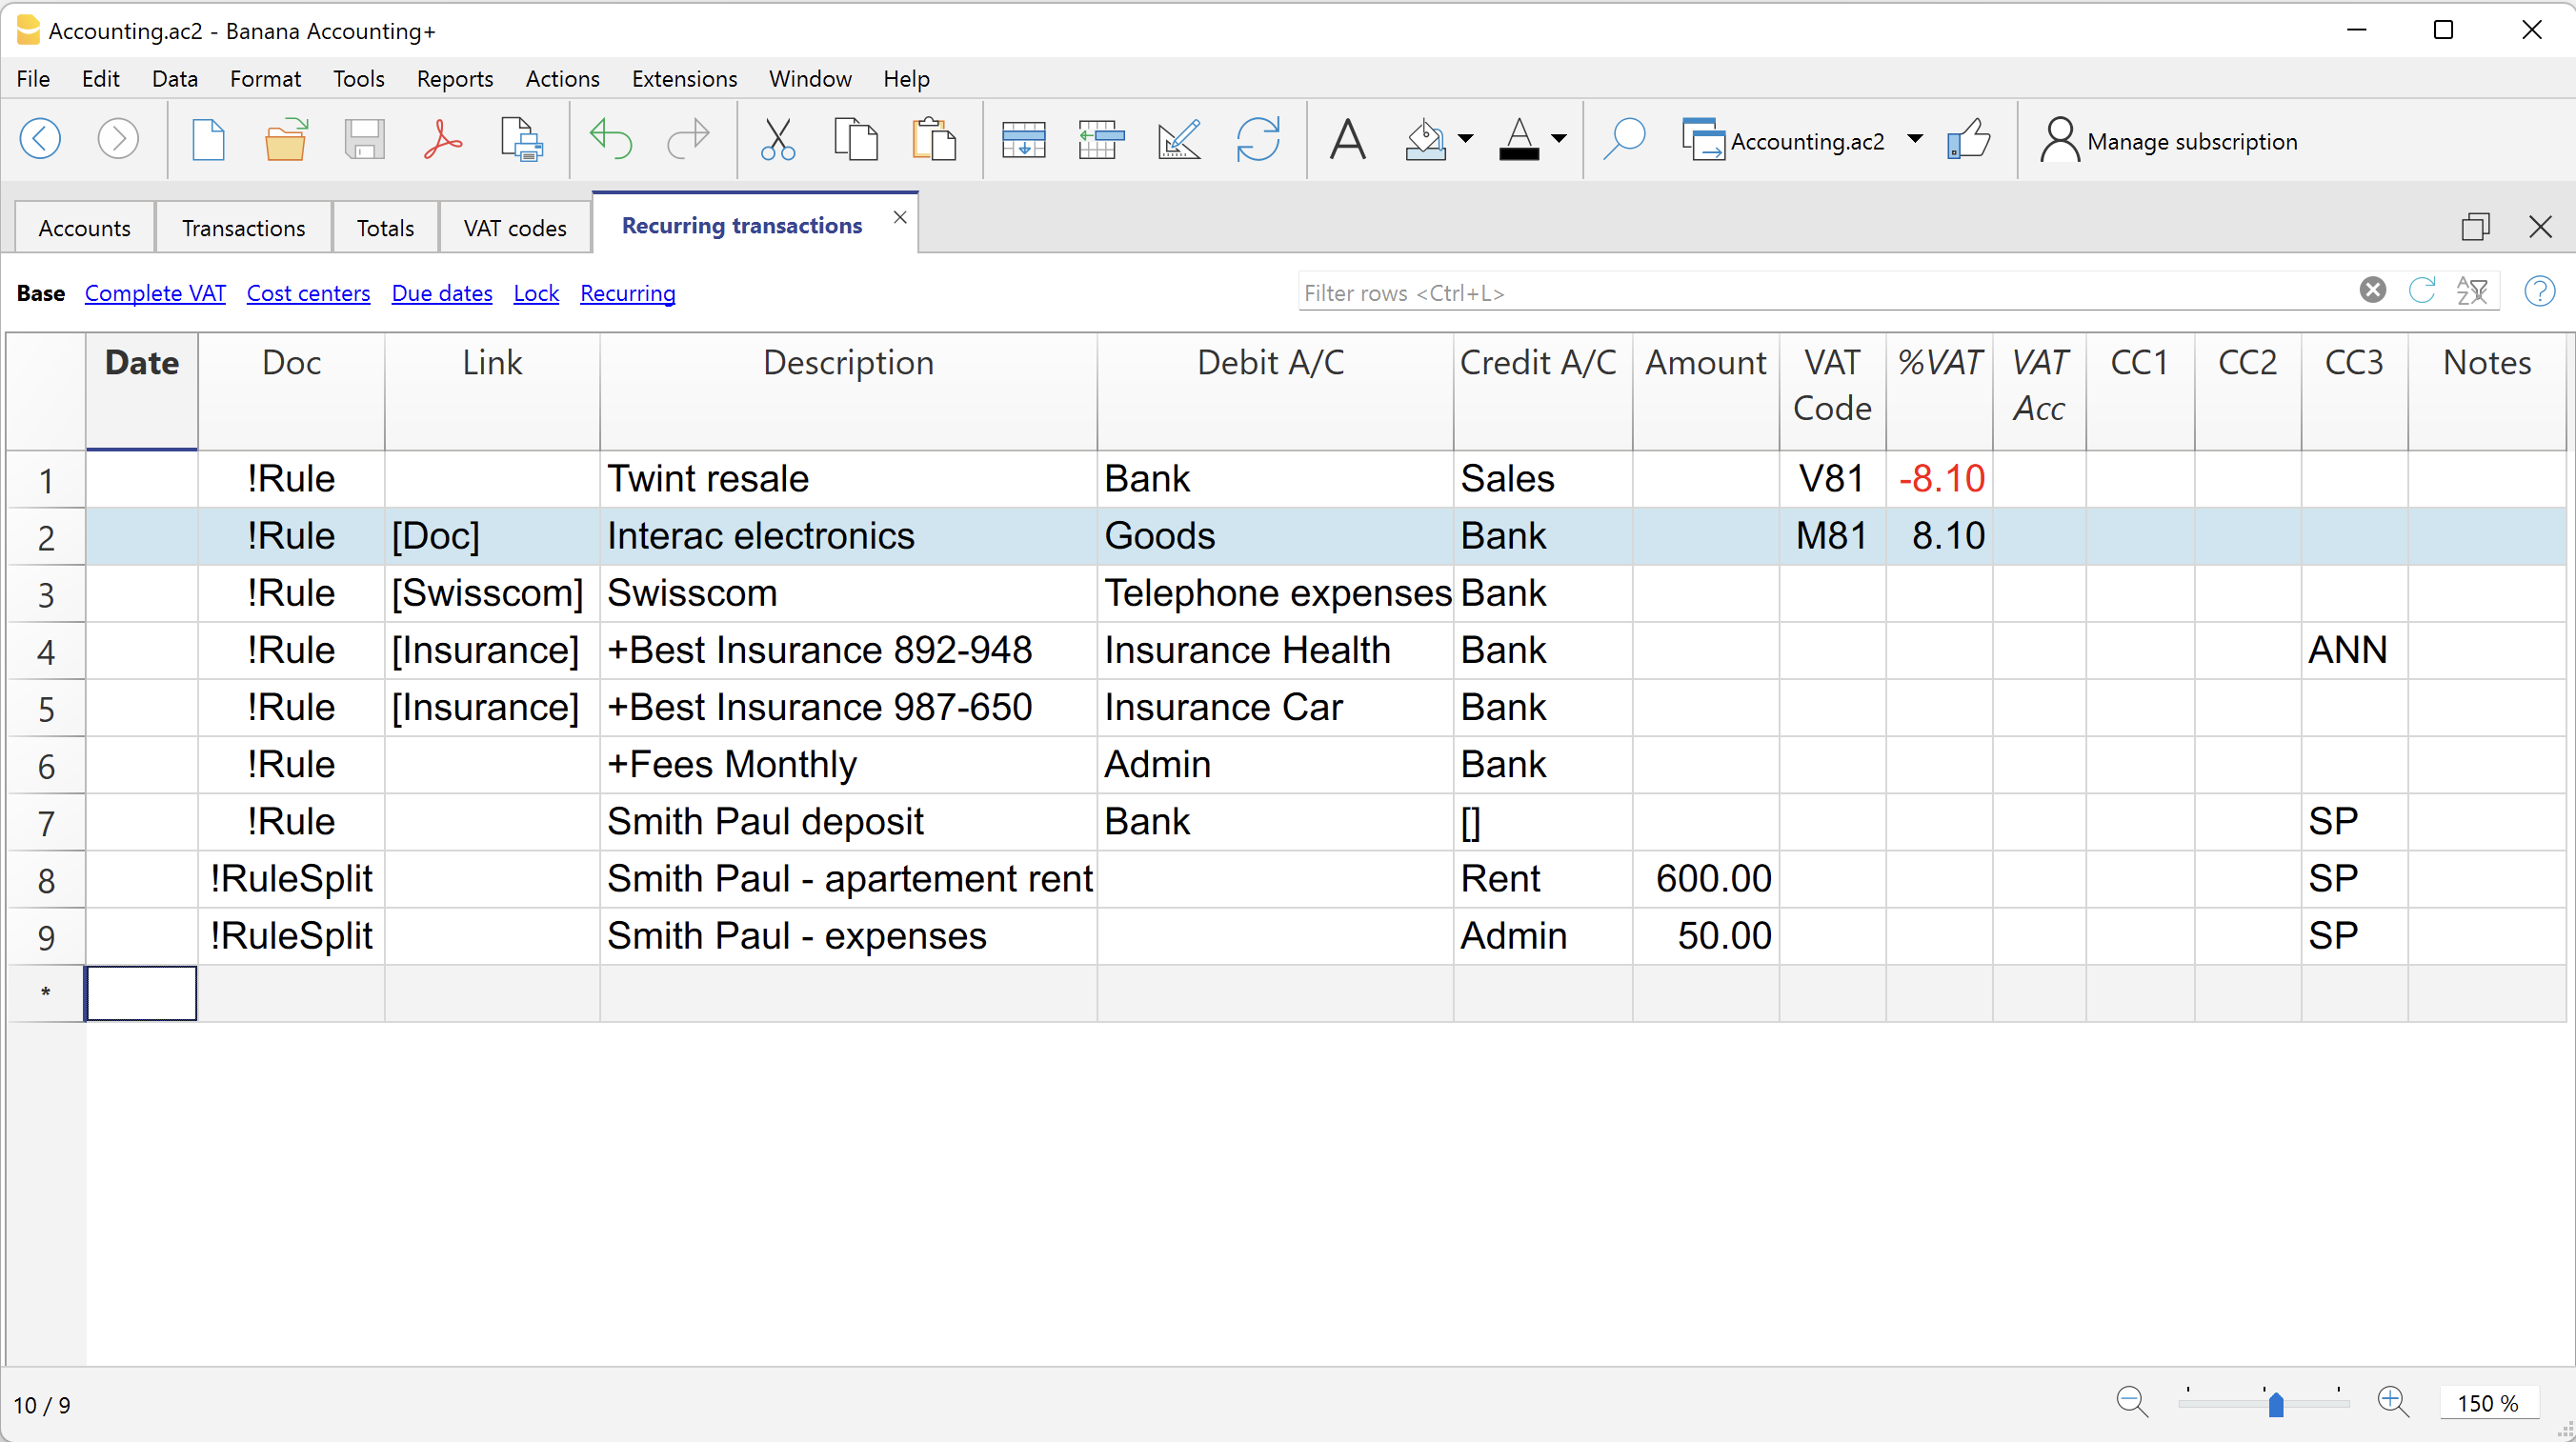 Accounting.ac2 - Banana Accounting+
File Edit Data Format Tools Reports Actions Extensions Window Help
Accounting.ac2 Manage subscription
Accounts Transactions Totals VAT codes Recurring transactions
Base Complete VAT Cost centers Due dates Lock Recurring Filter rows <Ctrl+L>
Date Doc Link Description Debit A/C Credit A/C Amount VAT Code %VAT VAT Acc CC1 CC2 CC3 Notes
1 !Rule Twint resale Bank Sales V81 -8.10
2 !Rule [Doc] Interac electronics Goods Bank M81 8.10
3 !Rule [Swisscom] Swisscom Telephone expenses Bank
4 !Rule [Insurance] +Best Insurance 892-948 Insurance Health Bank ANN
5 !Rule [Insurance] +Best Insurance 987-650 Insurance Car Bank
6 !Rule +Fees Monthly Admin Bank
7 !Rule Smith Paul deposit Bank [] SP
8 !RuleSplit Smith Paul - apartement rent Rent 600.00 SP
9 !RuleSplit Smith Paul - expenses Admin 50.00 SP
*
10 / 9 150 %